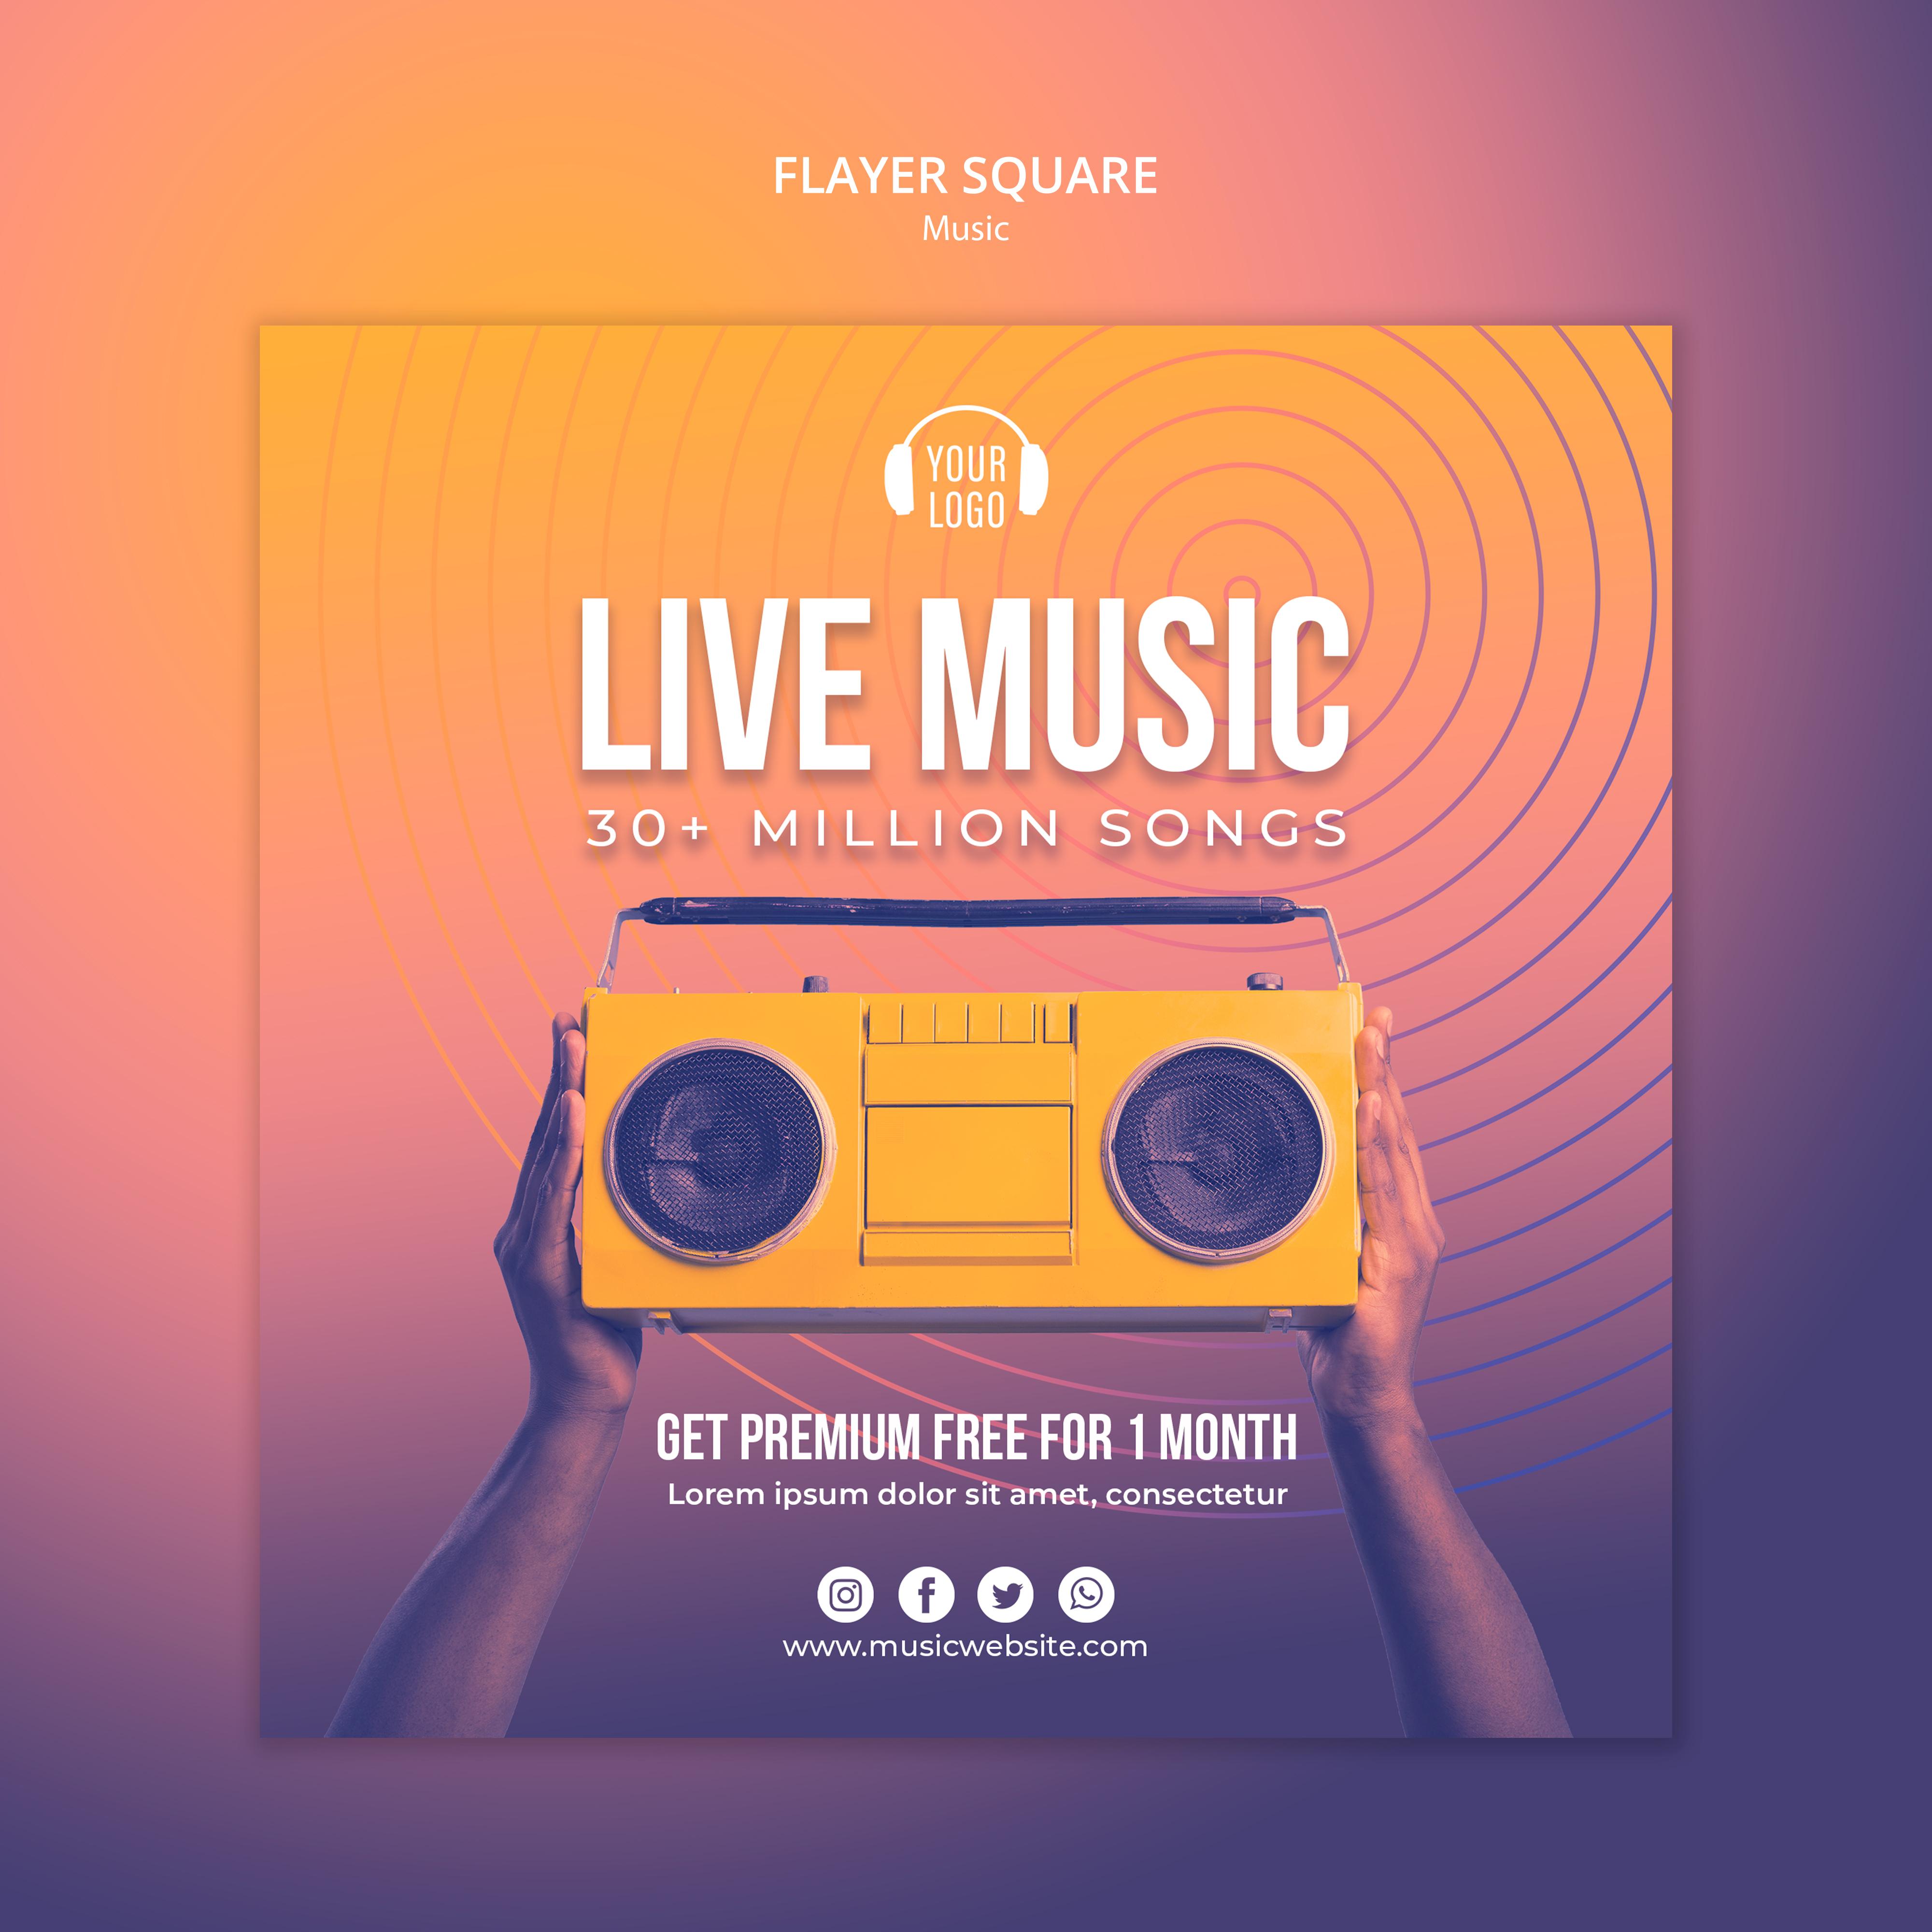 FLAYER SQUARE
Music
YOUR
LOGO
LIVE MUSIC
30+ MILLION SONGS
GET PREMIUM FREE FOR 1 MONTH
Lorem ipsum dolor sit amet, consectetur
www.musicwebsite.com